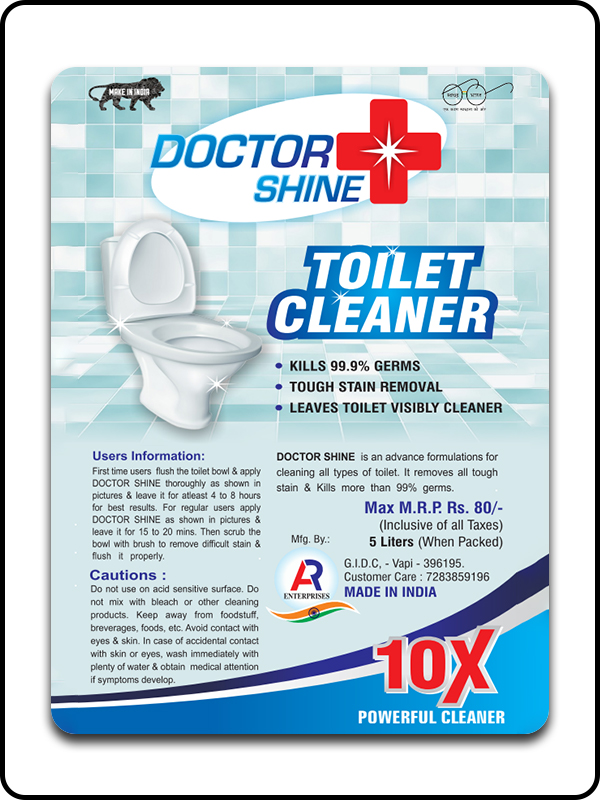 MAKE IN INDIA
DOCTOR
SHINE
TOILET
CLEANER
• KILLS 99.9% GERMS
• TOUGH STAIN REMOVAL
• LEAVES TOILET VISIBLY CLEANER
Users Information:
First time users flush the toilet bowl & apply
DOCTOR SHINE thoroughly as shown in
pictures & leave it for atleast 4 to 8 hours
for best results. For regular users apply
DOCTOR SHINE as shown in pictures &
leave it for 15 to 20 mins. Then scrub the
bowl with brush to remove difficult stain &
flush it properly.
Cautions :
Do not use on acid sensitive surface. Do
not mix with bleach or other cleaning
products. Keep away from foodstuff,
breverages, foods, etc. Avoid contact with
eyes & skin. In case of accidental contact
with skin or eyes, wash immediately with
plenty of water & obtain medical attention
if symptoms develop.
DOCTOR SHINE is an advance formulations for
cleaning all types of toilet. It removes all tough
stain & Kills more than 99% germs.
Max M.R.P. Rs. 80/-
(Inclusive of all Taxes)
5 Liters (When Packed)
Mfg. By.:
AR
ENTERPRISES
G.I.D.C, - Vapi - 396195.
Customer Care : 7283859196
MADE IN INDIA
10X
POWERFUL CLEANER